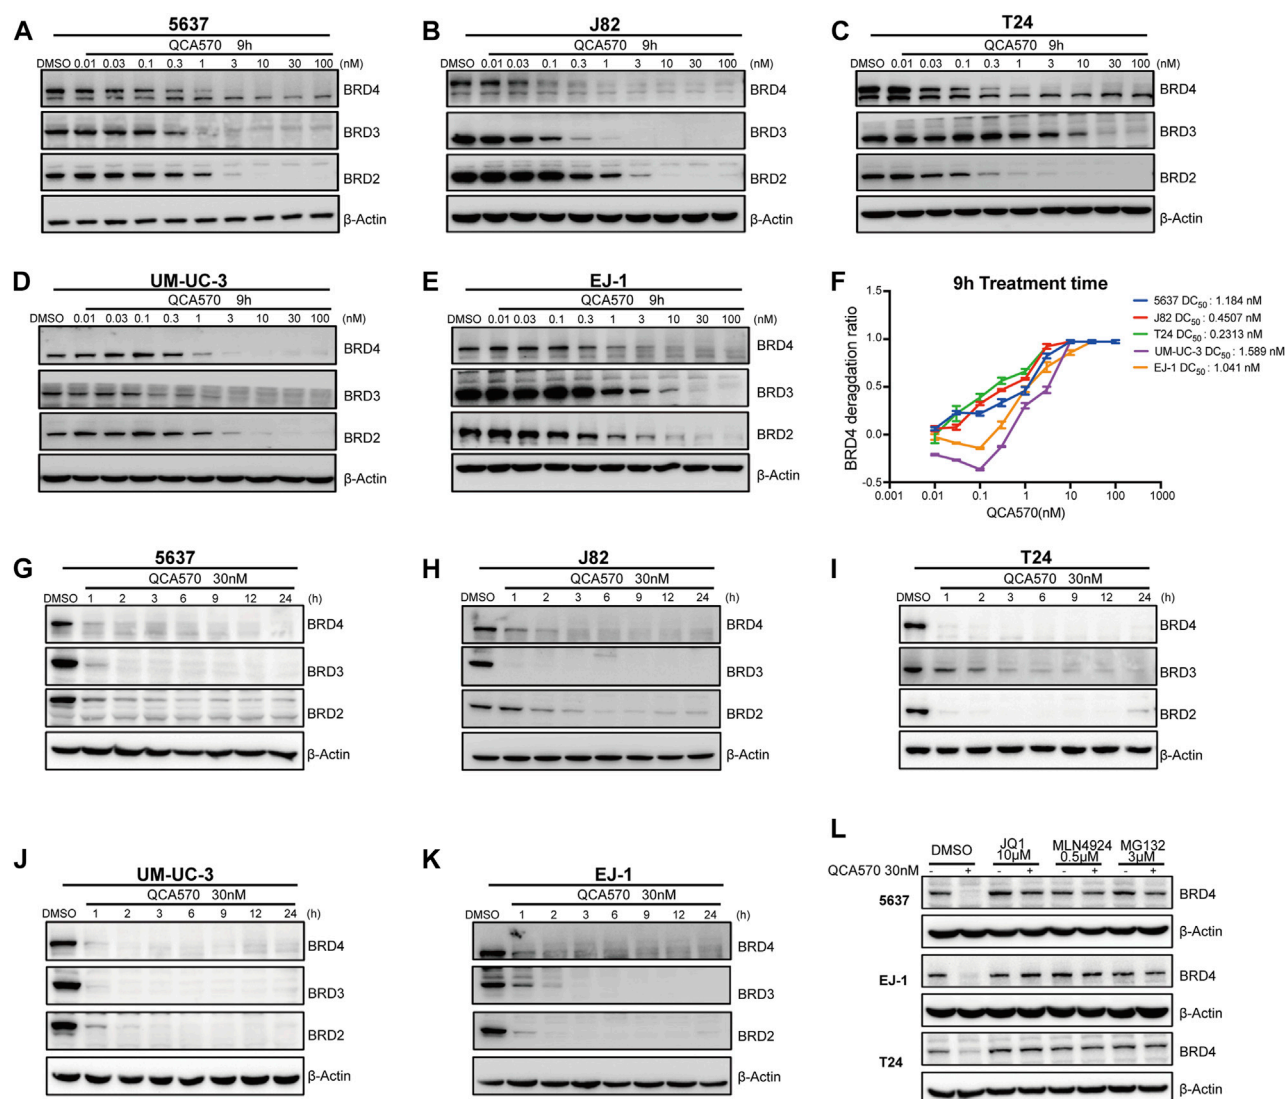 A
5637
QCA570 9h
DMSO 0.01 0.03 0.1 0.3 1 3 10 30 100 (nM)
BRD4
BRD3
BRD2
β-Actin
B
J82
QCA570 9h
DMSO 0.01 0.03 0.1 0.3 1 3 10 30 100 (nM)
BRD4
BRD3
BRD2
β-Actin
C
T24
QCA570 9h
DMSO 0.01 0.03 0.1 0.3 1 3 10 30 100 (nM)
BRD4
BRD3
BRD2
β-Actin
D
UM-UC-3
QCA570 9h
DMSO 0.01 0.03 0.1 0.3 1 3 10 30 100 (nM)
BRD4
BRD3
BRD2
β-Actin
E
EJ-1
QCA570 9h
DMSO 0.01 0.03 0.1 0.3 1 3 10 30 100 (nM)
BRD4
BRD3
BRD2
β-Actin
F
9h Treatment time
BRD4 deragdation ratio
1.5
1.0
0.5
0.0
-0.5
0.001 0.01 0.1 1 10 100 1000
QCA570(nM)
5637 DC50 : 1.184 nM
J82 DC50 : 0.4507 nM
T24 DC50 : 0.2313 nM
UM-UC-3 DC50 : 1.589 nM
EJ-1 DC50 : 1.041 nM
G
5637
QCA570 30nM
DMSO 1 2 3 6 9 12 24 (h)
BRD4
BRD3
BRD2
β-Actin
H
J82
QCA570 30nM
DMSO 1 2 3 6 9 12 24 (h)
BRD4
BRD3
BRD2
β-Actin
I
T24
QCA570 30nM
DMSO 1 2 3 6 9 12 24 (h)
BRD4
BRD3
BRD2
β-Actin
J
UM-UC-3
QCA570 30nM
DMSO 1 2 3 6 9 12 24 (h)
BRD4
BRD3
BRD2
β-Actin
K
EJ-1
QCA570 30nM
DMSO 1 2 3 6 9 12 24 (h)
BRD4
BRD3
BRD2
β-Actin
L
DMSO JQ1 MLN4924 MG132
10μM 0.5μM 3μM
QCA570 30nM - + - + - + - +
5637
BRD4
β-Actin
EJ-1
BRD4
β-Actin
T24
BRD4
β-Actin